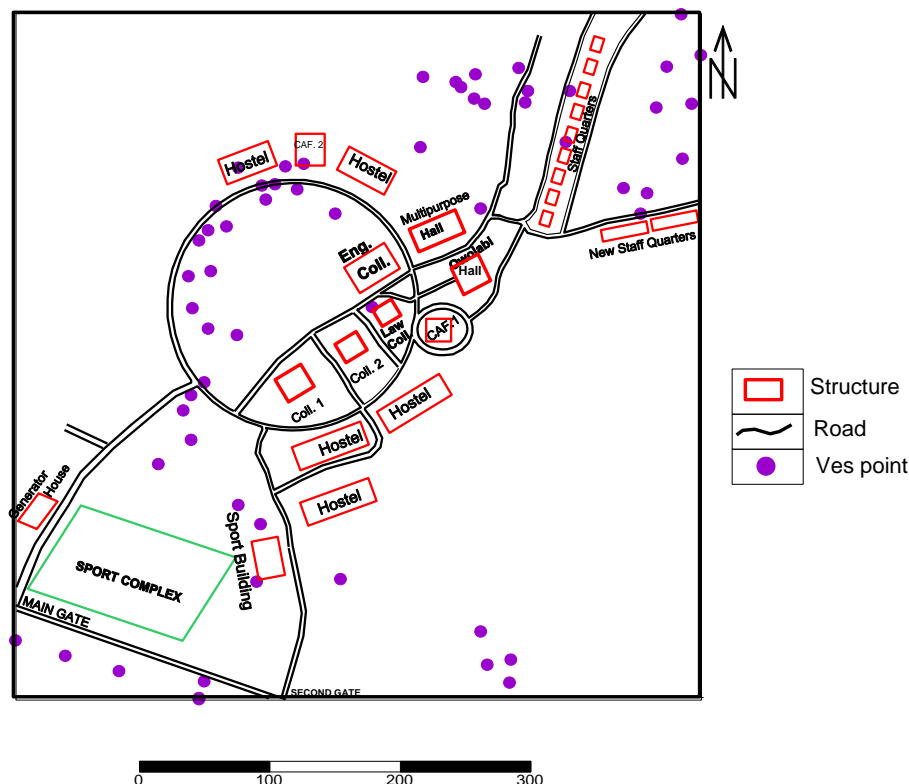 N
CAF. 2
Hostel
Hostel
Staff Quarters
Multipurpose
Hall
New Staff Quarters
Owolabi
Hall
Eng.
Coll.
CAF.1
Law
Coll.
Coll. 2
Coll. 1
Hostel
Hostel
Hostel
Structure
Road
Ves point
Generator
House
Sport Building
SPORT COMPLEX
MAIN GATE
SECOND GATE
0 100 200 300